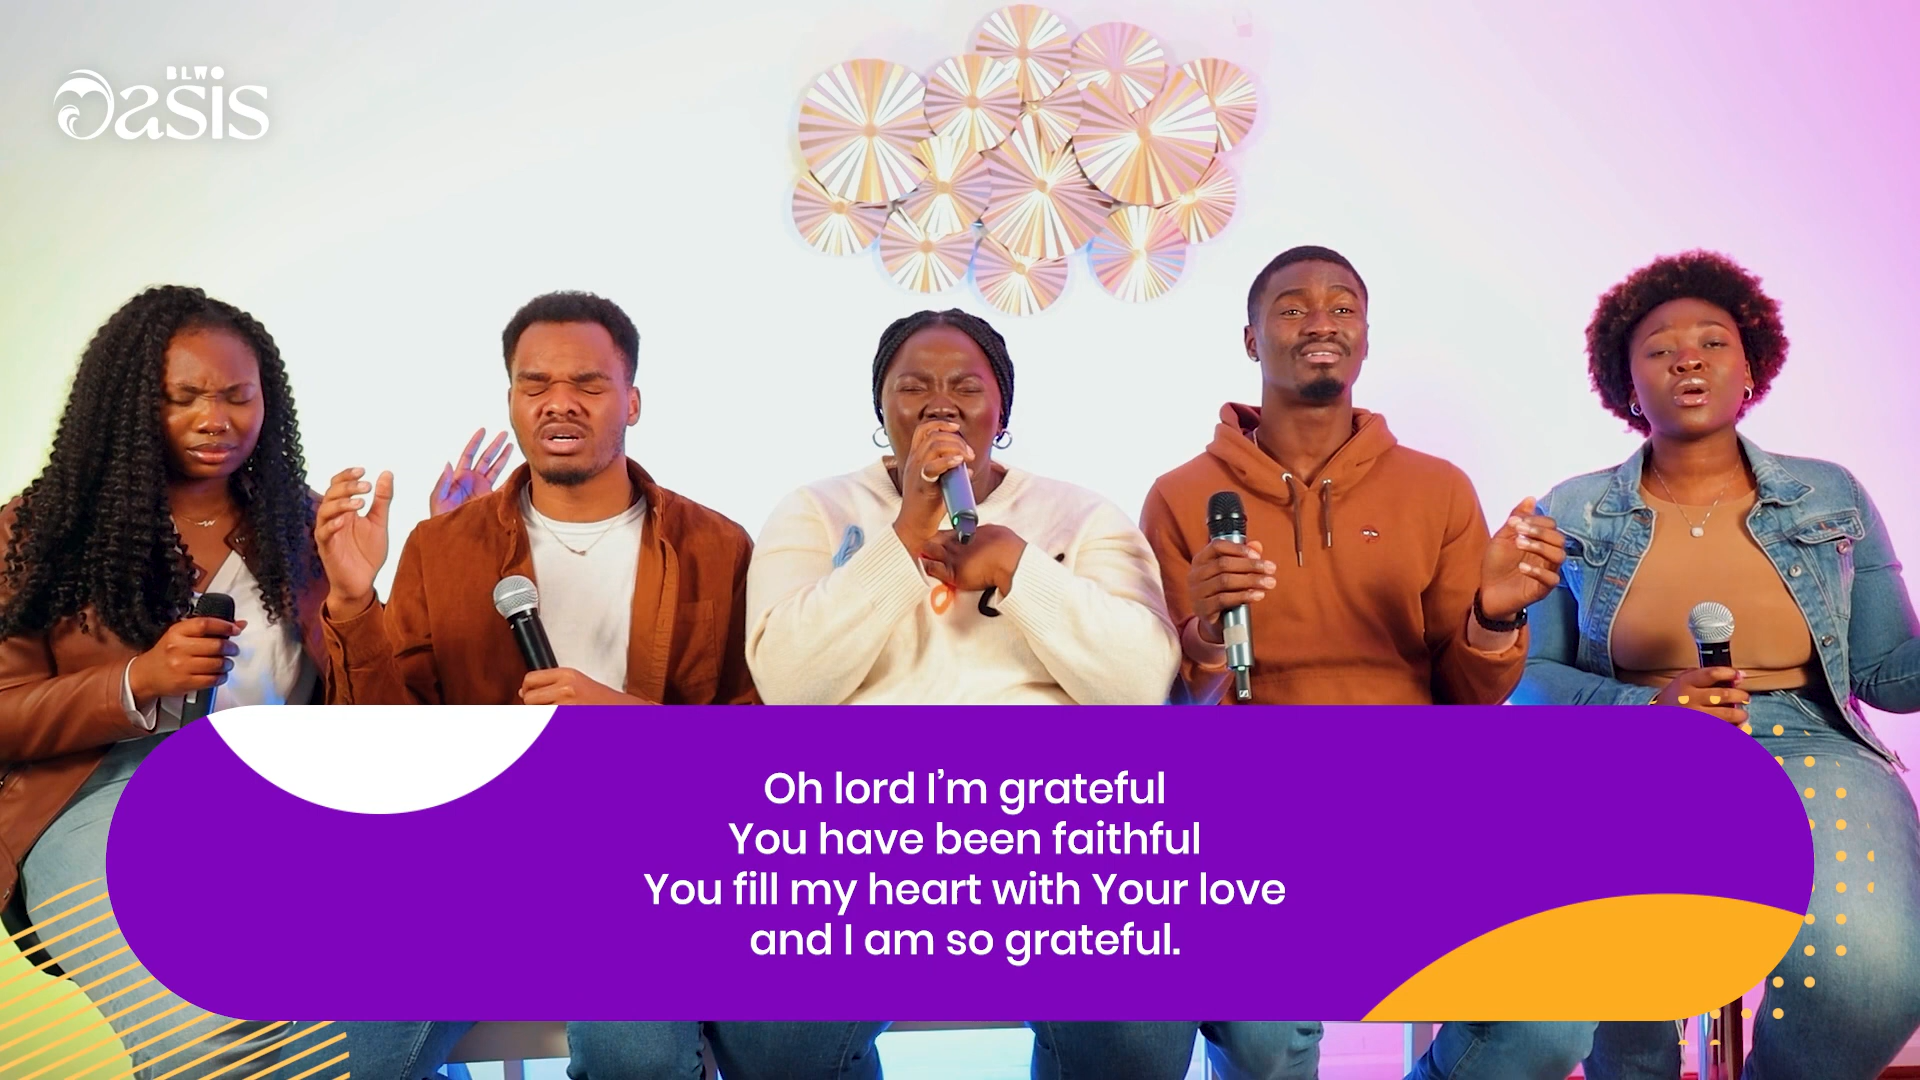 BLWO
Oasis
Oh lord I’m grateful
You have been faithful
You fill my heart with Your love
and I am so grateful.